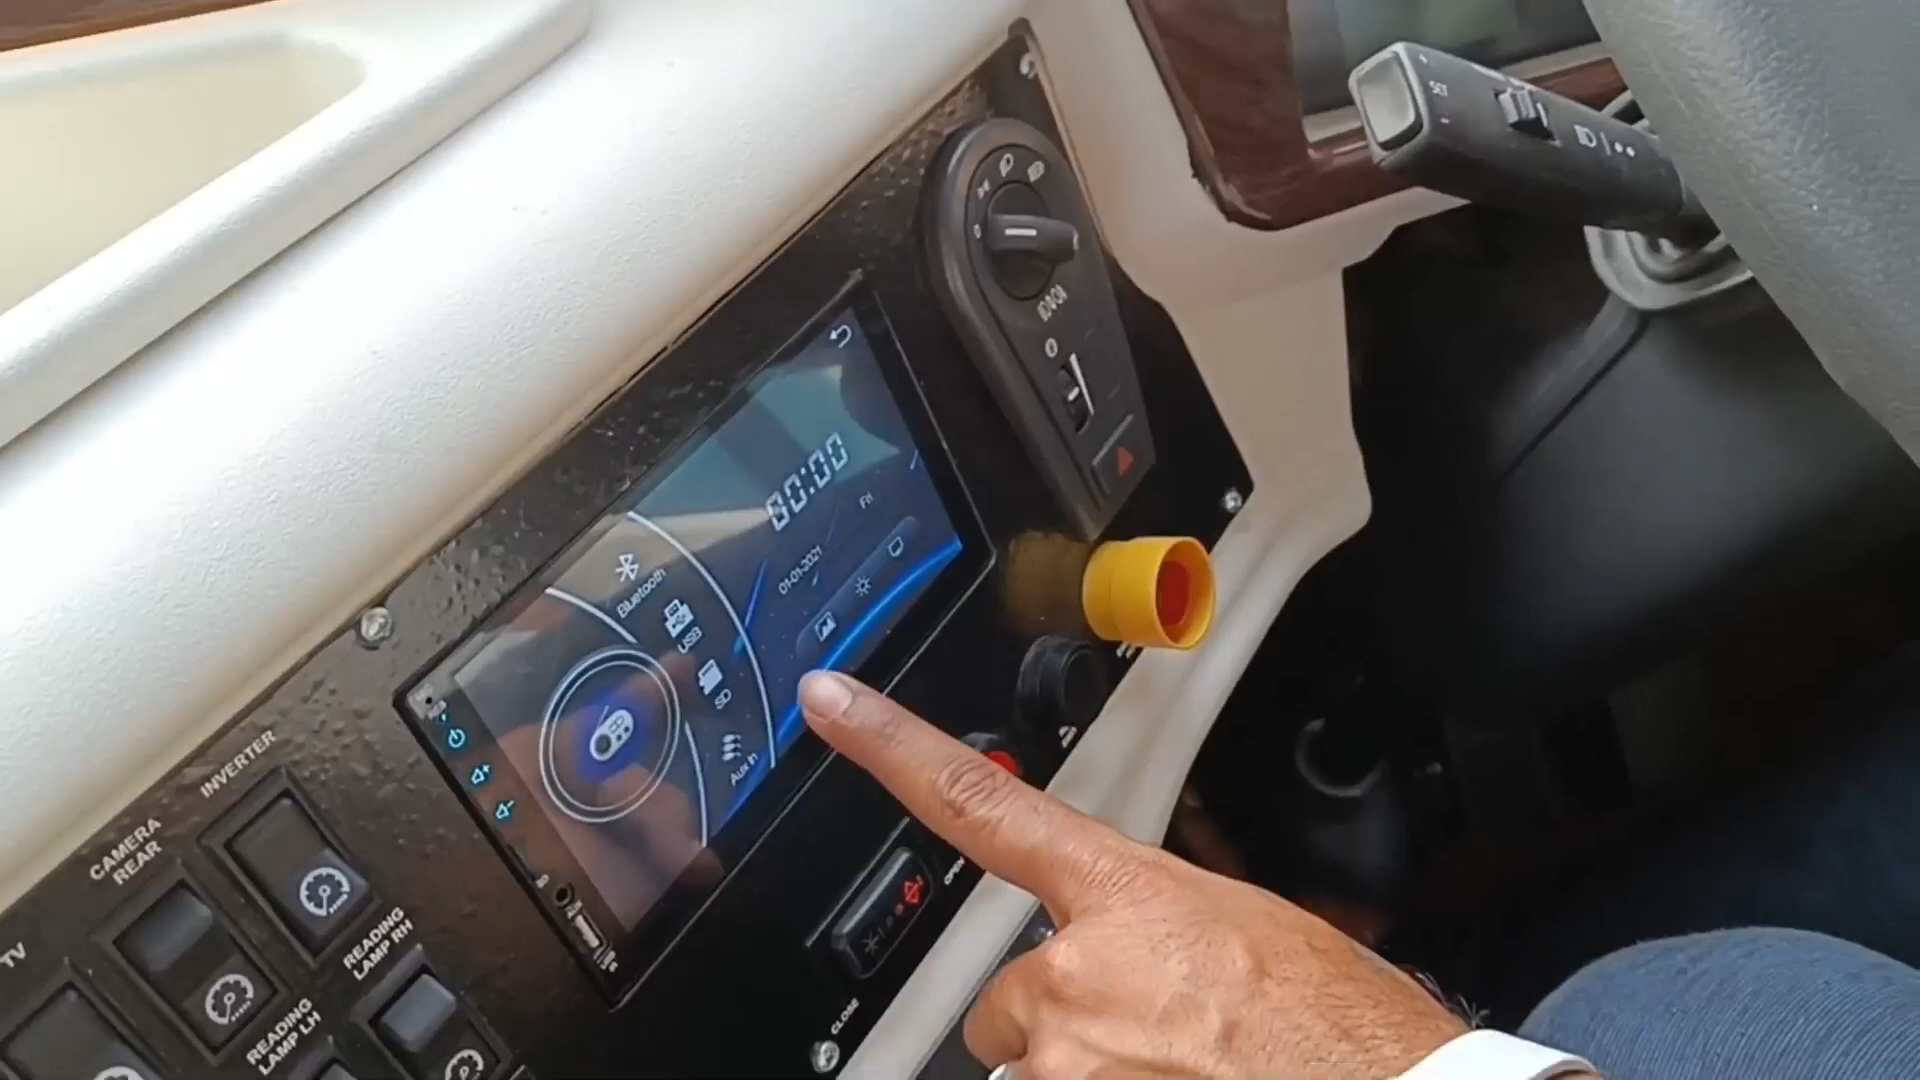 SET
00:00
Fri
01-01-2021
Bluetooth
USB
SD
Aux in
INVERTER
CAMERA
REAR
TV
READING
LAMP RH
READING
LAMP LH
OPEN
CLOSE